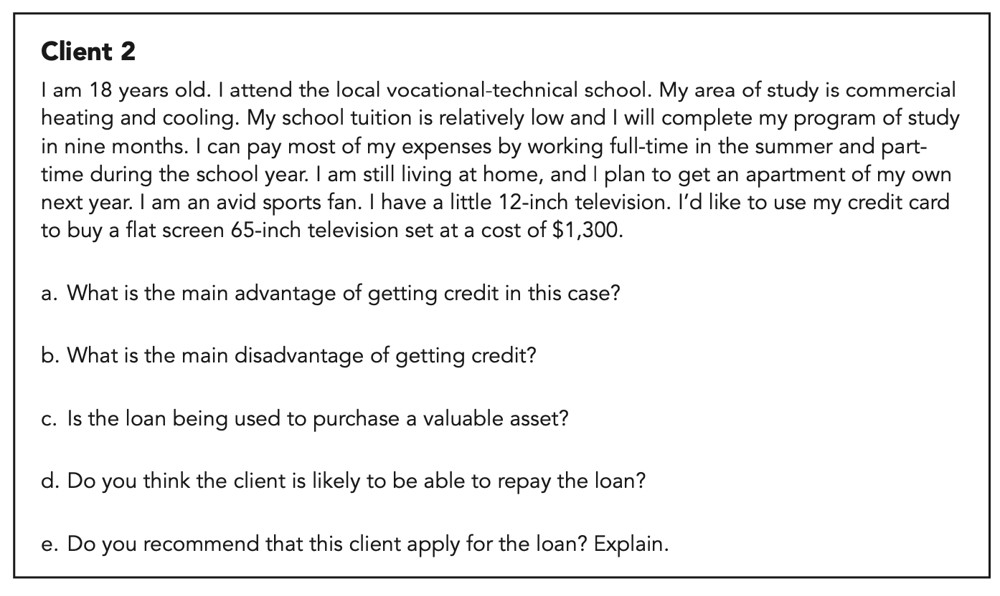 Client 2
I am 18 years old. I attend the local vocational-technical school. My area of study is commercial
heating and cooling. My school tuition is relatively low and I will complete my program of study
in nine months. I can pay most of my expenses by working full-time in the summer and part-
time during the school year. I am still living at home, and I plan to get an apartment of my own
next year. I am an avid sports fan. I have a little 12-inch television. I’d like to use my credit card
to buy a flat screen 65-inch television set at a cost of $1,300.
a. What is the main advantage of getting credit in this case?
b. What is the main disadvantage of getting credit?
c. Is the loan being used to purchase a valuable asset?
d. Do you think the client is likely to be able to repay the loan?
e. Do you recommend that this client apply for the loan? Explain.